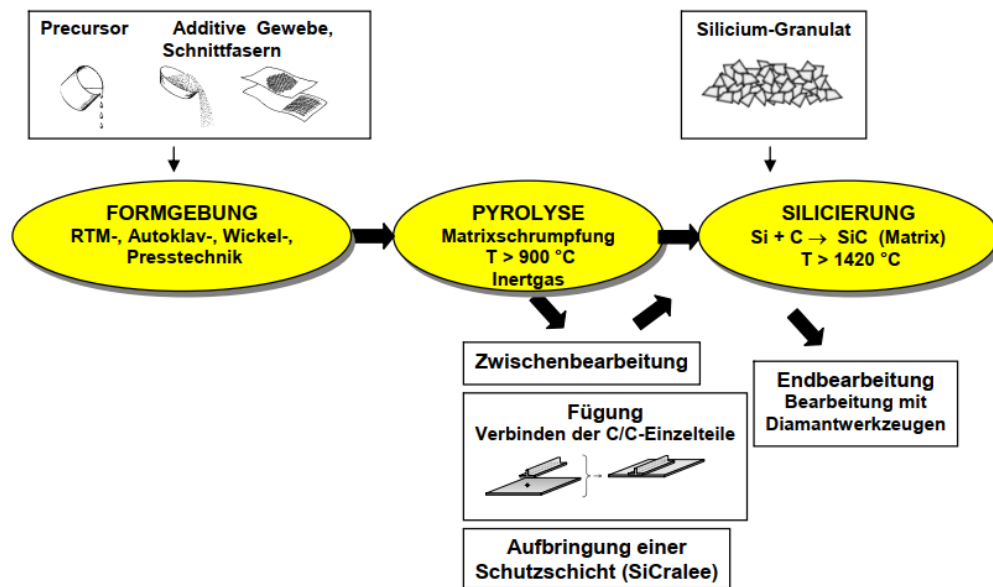 Precursor Additive Gewebe,
Schnittfasern
Silicium-Granulat
FORMGEBUNG
RTM-, Autoklav-, Wickel-,
Presstechnik
PYROLYSE
Matrixschrumpfung
T > 900 °C
Inertgas
SILICIERUNG
Si + C → SiC (Matrix)
T > 1420 °C
Zwischenbearbeitung
Fügung
Verbinden der C/C-Einzelteile
Aufbringung einer
Schutzschicht (SiCralee)
Endbearbeitung
Bearbeitung mit
Diamantwerkzeugen